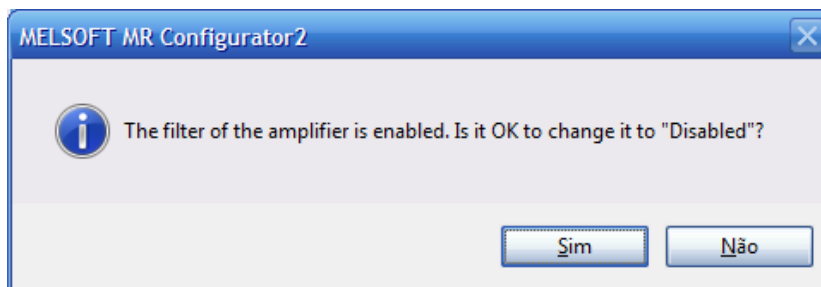 MELSOFT MR Configurator2
The filter of the amplifier is enabled. Is it OK to change it to "Disabled"?
Sim
Não